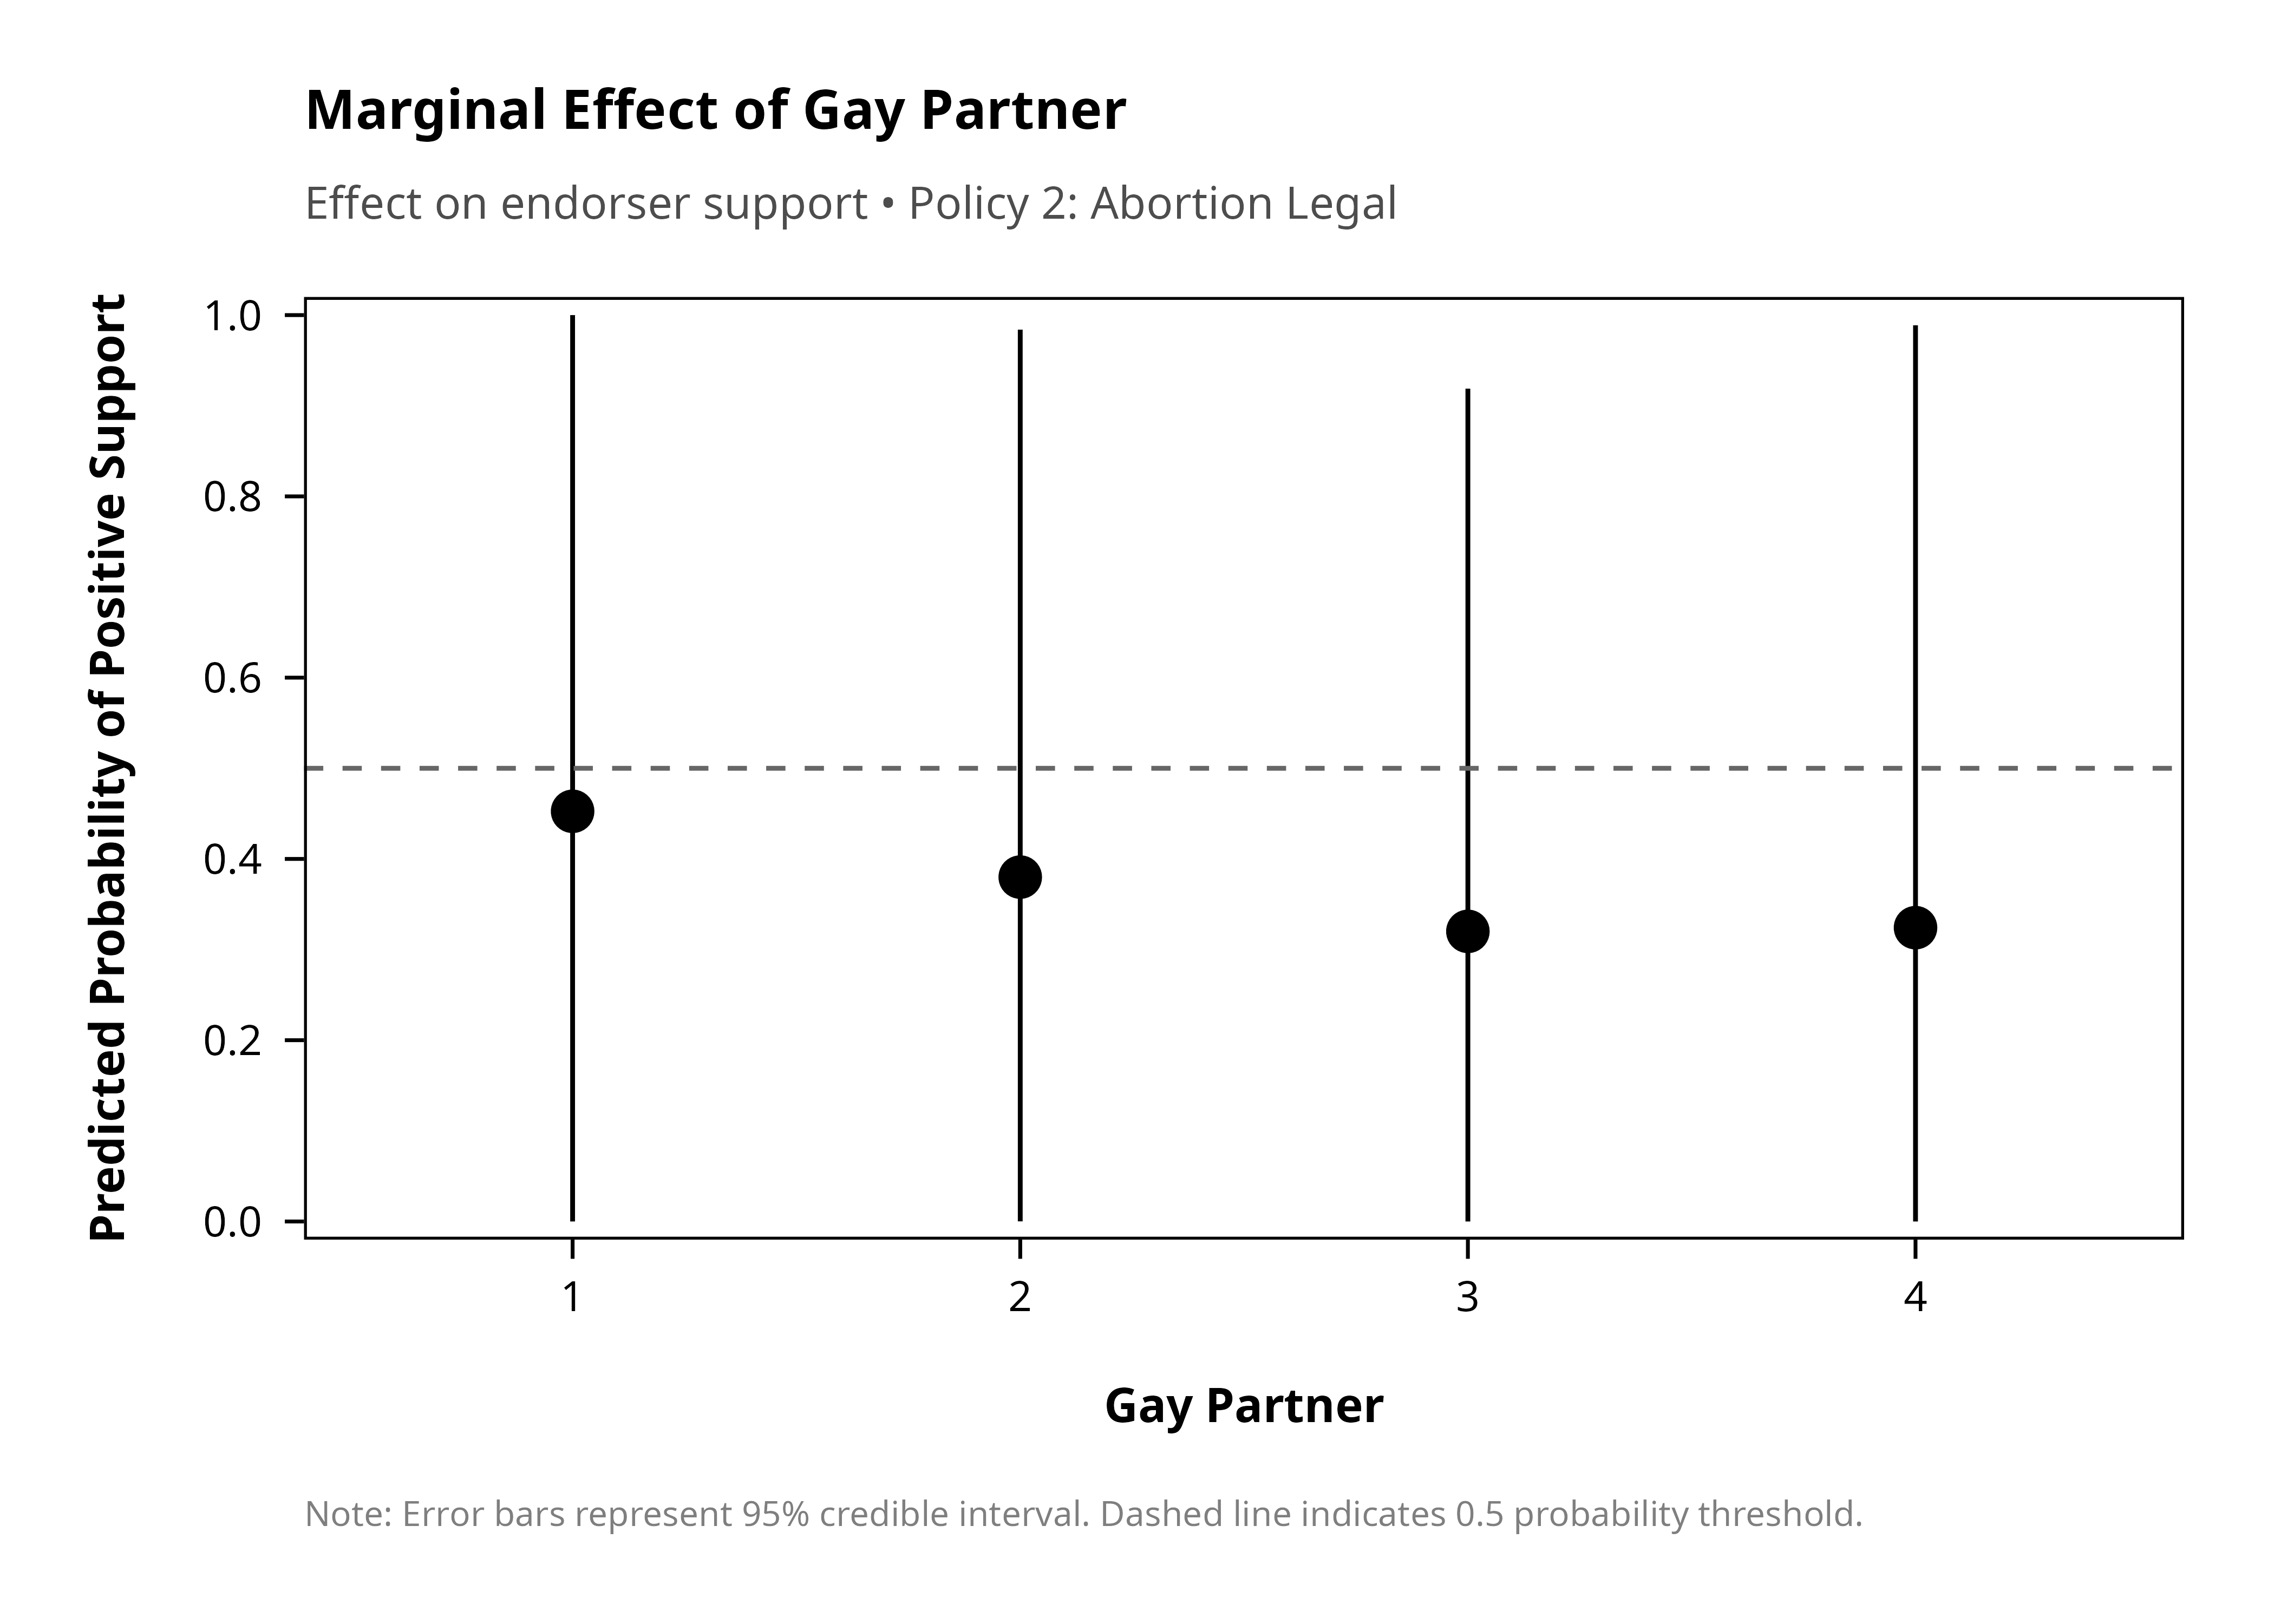 Marginal Effect of Gay Partner
Effect on endorser support • Policy 2: Abortion Legal
Predicted Probability of Positive Support
1.0
0.8
0.6
0.4
0.2
0.0
1
2
3
4
Gay Partner
Note: Error bars represent 95% credible interval. Dashed line indicates 0.5 probability threshold.